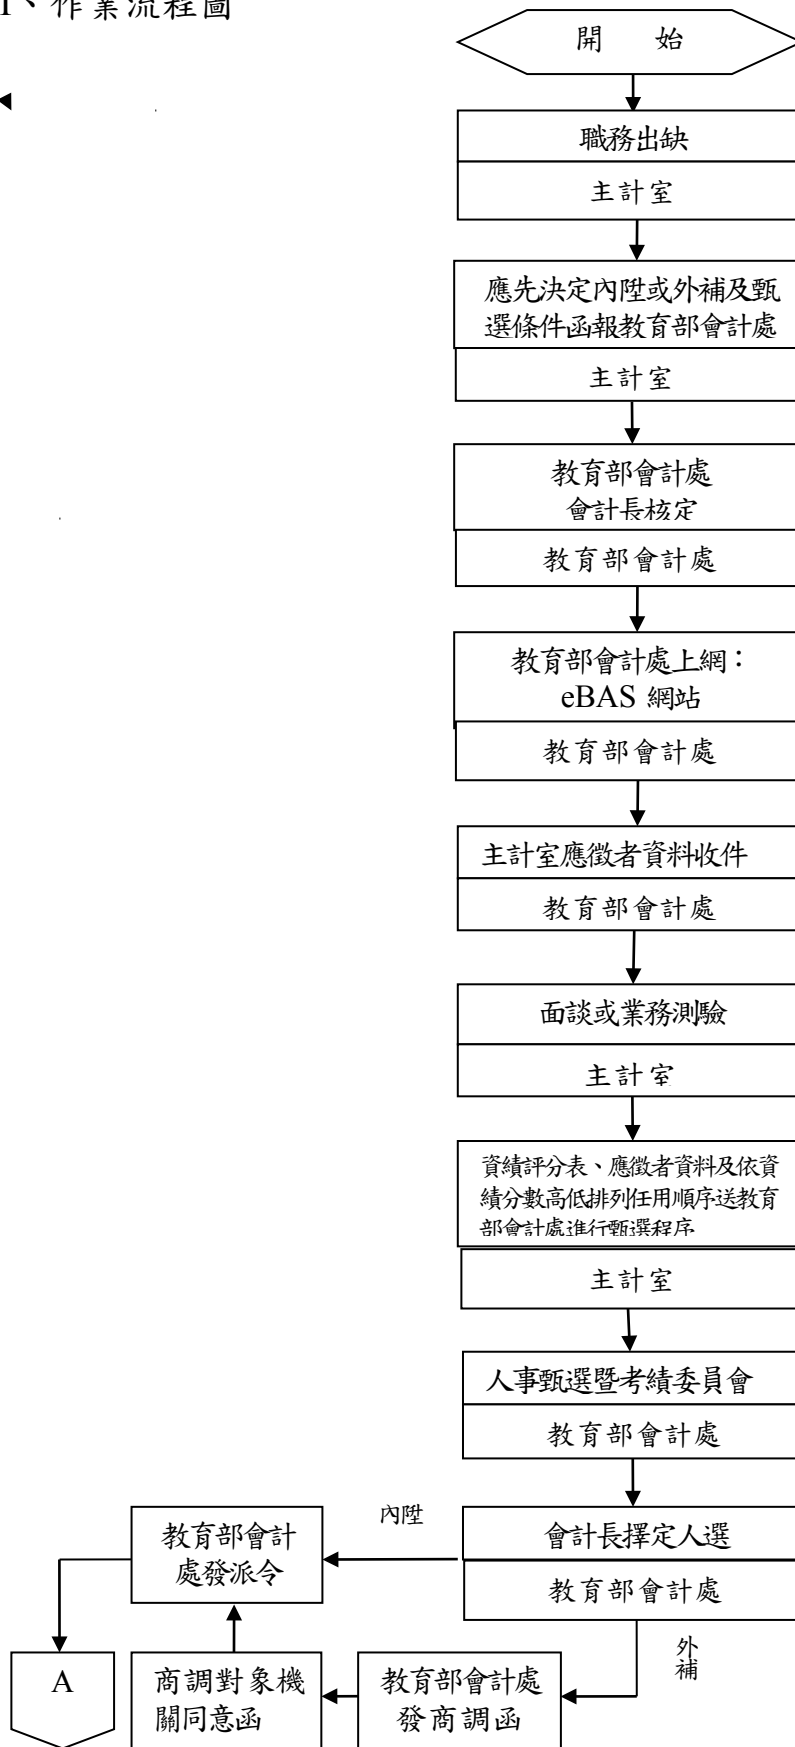 1、作業流程圖
開　始
職務出缺
主計室
應先決定內陞或外補及甄
選條件函報教育部會計處
主計室
教育部會計處
會計長核定
教育部會計處
教育部會計處上網：
eBAS 網站
教育部會計處
主計室應徵者資料收件
教育部會計處
面談或業務測驗
主計室
資績評分表、應徵者資料及依資
績分數高低排列任用順序送教育
部會計處進行甄選程序
主計室
人事甄選暨考績委員會
教育部會計處
會計長擇定人選
教育部會計處
內陞
教育部會計
處發派令
外補
教育部會計處
發商調函
商調對象機
關同意函
A